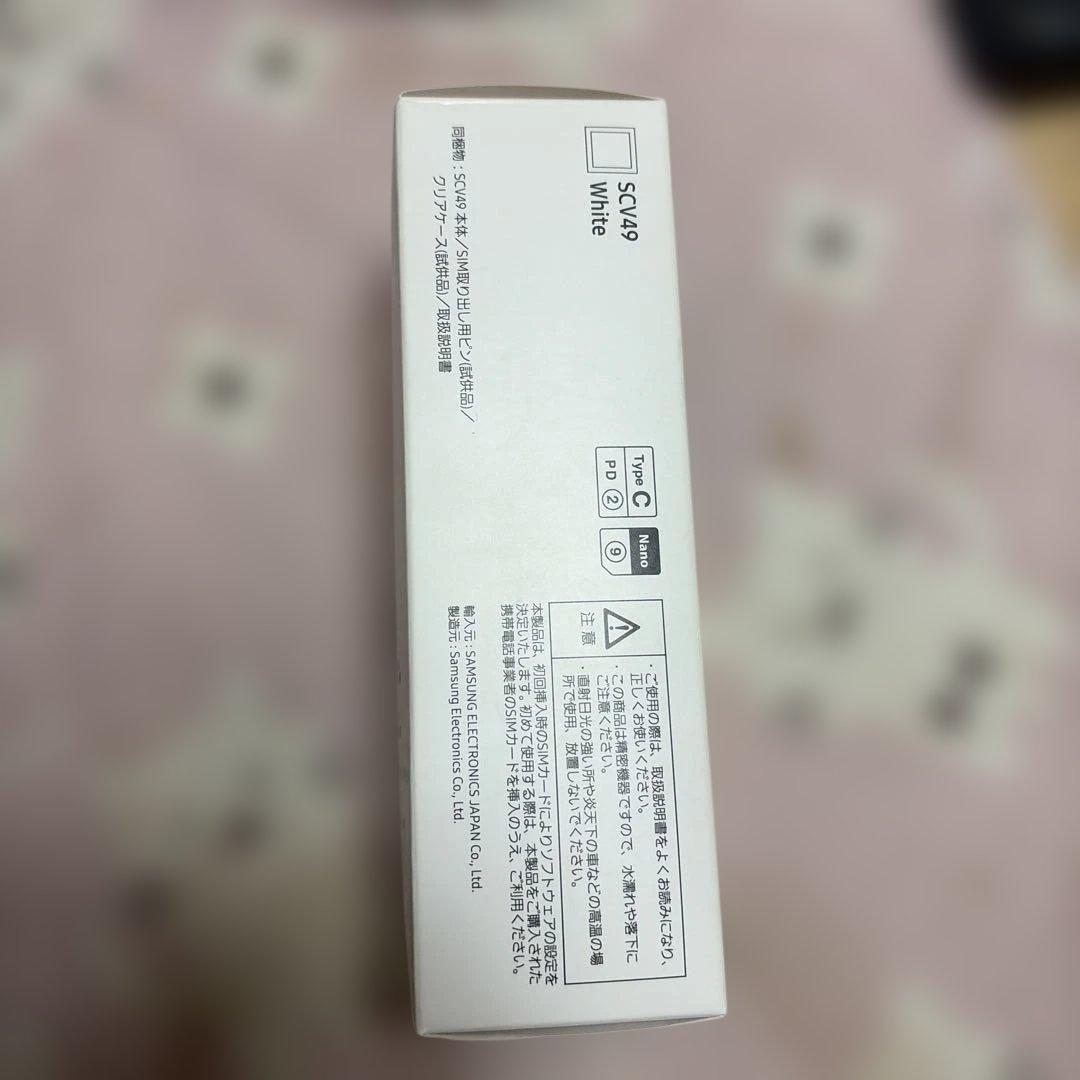 SCV49
White
同梱物：SCV49 本体／SIM取り出し用ピン(試供品)／
クリアケース(試供品)／取扱説明書
Type C
PD ②
Nano
⑨
注意
・ご使用の際は、取扱説明書をよくお読みになり、
正しくお使いください。
・この商品は精密機器ですので、水濡れや落下に
ご注意ください。
・直射日光の強い所や炎天下の車などの高温の場
所で使用、放置しないでください。
本製品は、初回挿入時のSIMカードによりソフトウェアの設定を
決定いたします。初めて使用する際は、本製品をご購入された
携帯電話事業者のSIMカードを挿入のうえ、ご利用ください。
輸入元：SAMSUNG ELECTRONICS JAPAN Co., Ltd.
製造元：Samsung Electronics Co., Ltd.